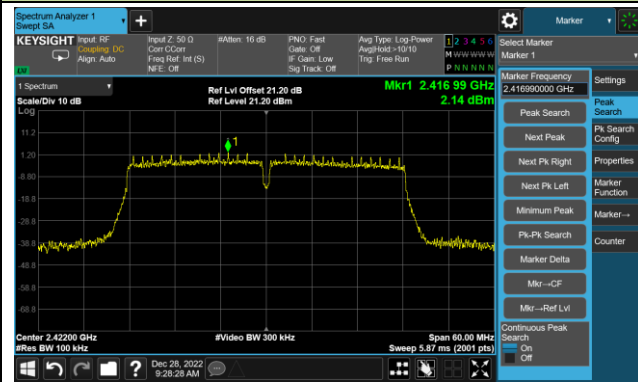 Spectrum Analyzer 1
Swept SA
+
Marker
KEYSIGHT
Input: RF
Coupling: DC
Align: Auto
Input Z: 50 Ω
Corr CCorr
Freq Ref: Int (S)
NFE: Off
#Atten: 16 dB
PNO: Fast
Gate: Off
IF Gain: Low
Sig Track: Off
Avg Type: Log-Power
Avg|Hold:>10/10
Trig: Free Run
1 2 3 4 5 6
M W W W W W
P N N N N N
LW
Select Marker
Marker 1
1 Spectrum
Scale/Div 10 dB
Log
Ref Lvl Offset 21.20 dB
Ref Level 21.20 dBm
Mkr1 2.416 99 GHz
2.14 dBm
1
11.2
1.20
-8.80
-18.8
-28.8
-38.8
-48.8
-58.8
-68.8
Center 2.42200 GHz
#Res BW 100 kHz
#Video BW 300 kHz
Span 60.00 MHz
Sweep 5.87 ms (2001 pts)
Marker Frequency
2.416990000 GHz
Peak Search
Next Peak
Next Pk Right
Next Pk Left
Minimum Peak
Pk-Pk Search
Marker Delta
Mkr→CF
Mkr→Ref Lvl
Continuous Peak
Search
On
Off
Settings
Peak
Search
Pk Search
Config
Properties
Marker
Function
Marker→
Counter
?
Dec 28, 2022
9:28:28 AM